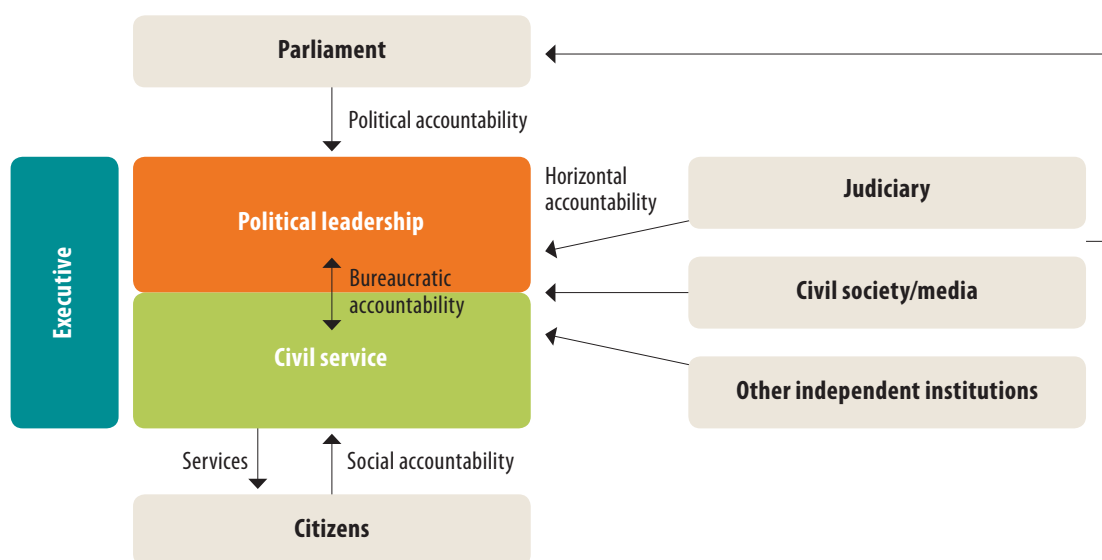 Parliament
Political accountability
Executive
Political leadership
Horizontal
accountability
Judiciary
Bureaucratic
accountability
Civil society/media
Civil service
Other independent institutions
Services
Social accountability
Citizens